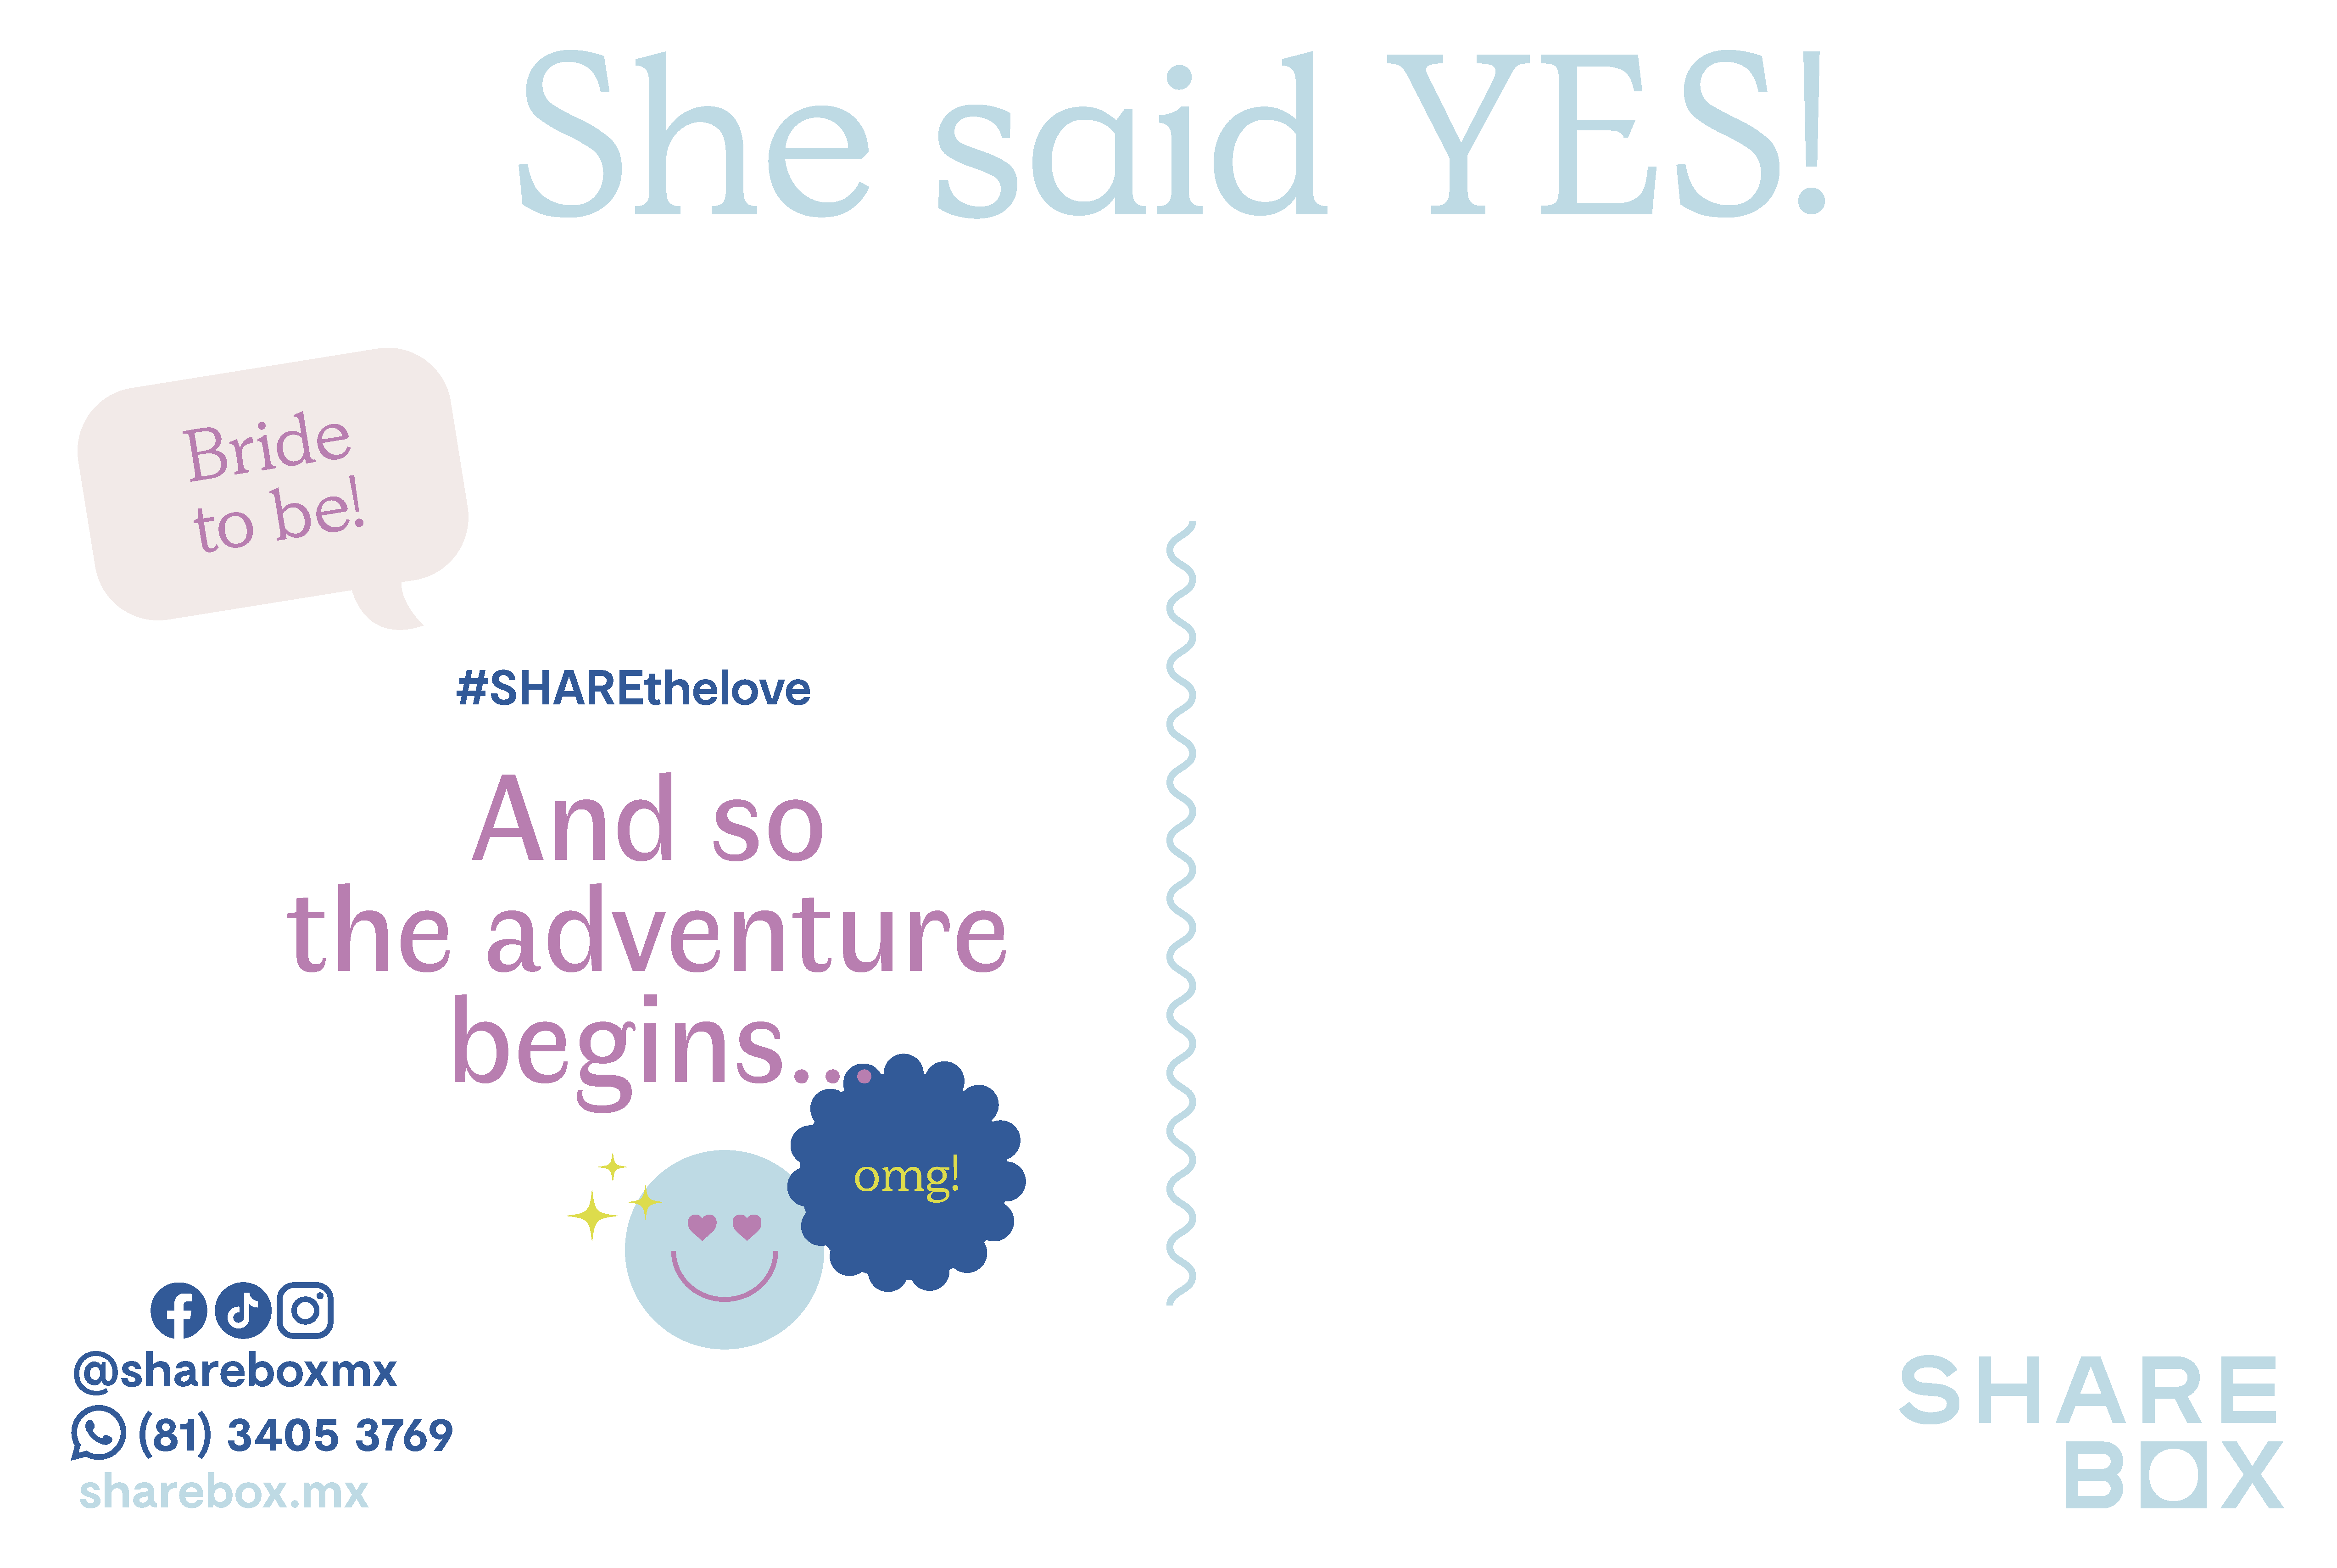 She said YES!
Bride
to be!
#SHAREthelove
And so
the adventure
begins...
omg!
@shareboxmx
(81) 3405 3769
sharebox.mx
SHARE
BOX